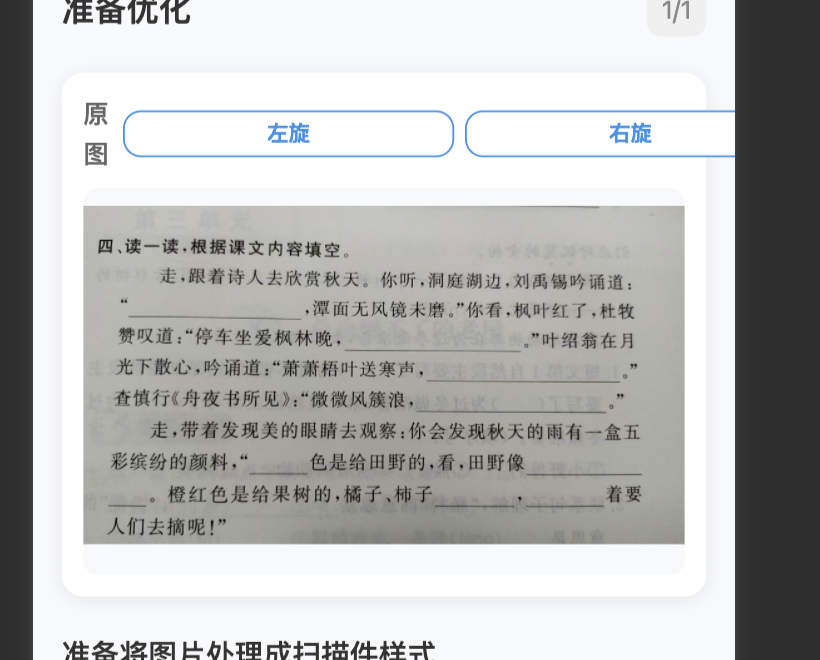 准备优化
1/1
原图
左旋
右旋
四、读一读，根据课文内容填空。
走，跟着诗人去欣赏秋天。你听，洞庭湖边，刘禹锡吟诵道：
“____________，潭面无风镜未磨。”你看，枫叶红了，杜牧
赞叹道：“停车坐爱枫林晚，____________。”叶绍翁在月
光下散心，吟诵道：“萧萧梧叶送寒声，____________。”
查慎行《舟夜书所见》：“微微风簇浪，____________。”
走，带着发现美的眼睛去观察：你会发现秋天的雨有一盒五
彩缤纷的颜料，“____色是给田野的，看，田野像________
___。橙红色是给果树的，橘子、柿子_____，_____着要
人们去摘呢！”
准备将图片处理成扫描件样式